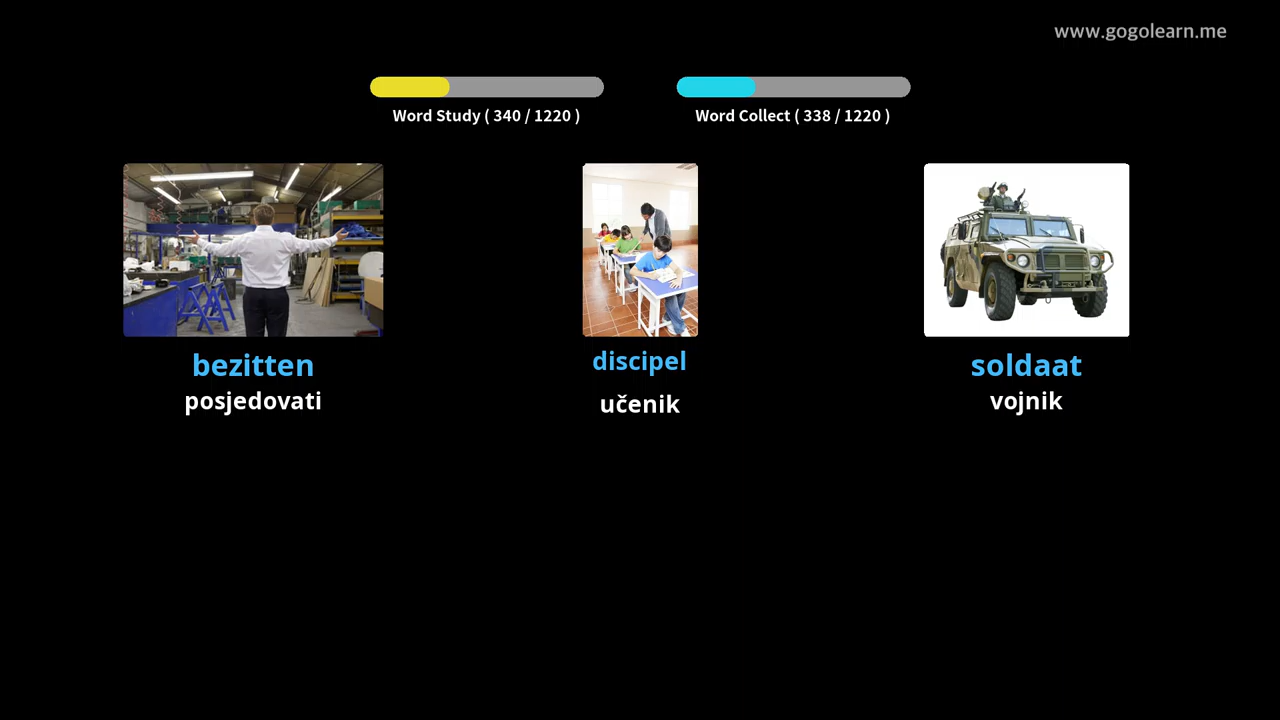 www.gogolearn.me
Word Study ( 340 / 1220 )
Word Collect ( 338 / 1220 )
bezitten
posjedovati
discipel
učenik
soldaat
vojnik